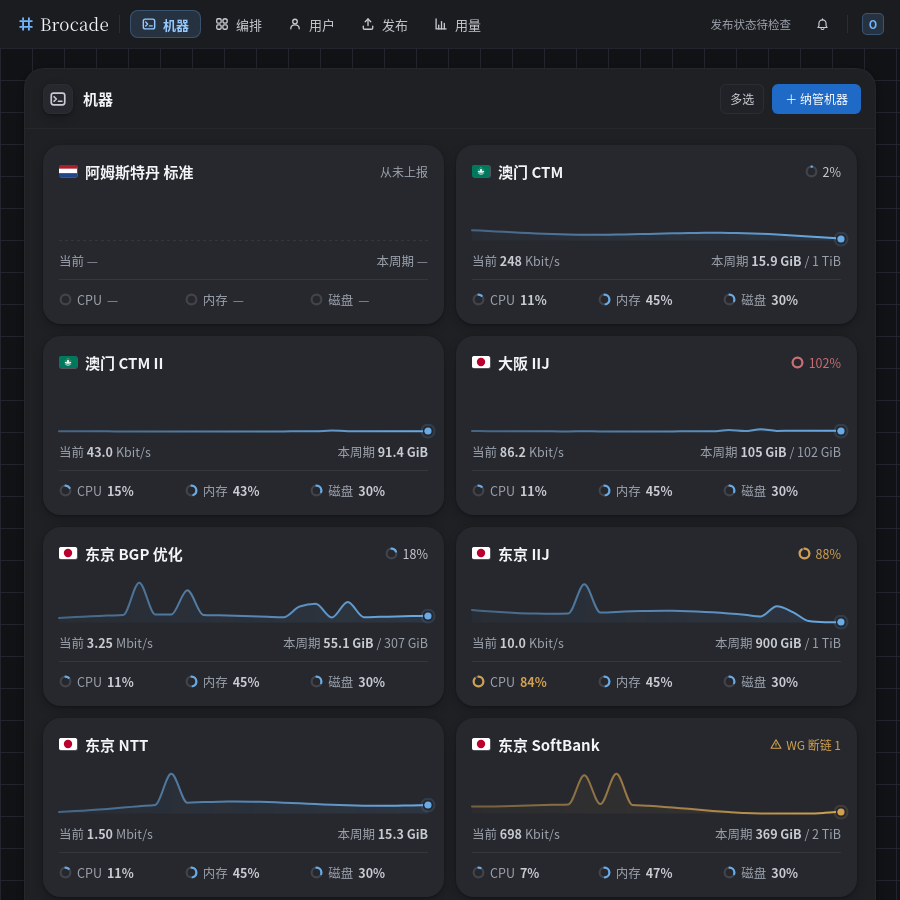 Brocade 机器 编排 用户 发布 用量 发布状态待检查 O
机器 多选 + 纳管机器
阿姆斯特丹 标准 从未上报
当前 — 本周期 —
CPU — 内存 — 磁盘 —
澳门 CTM 2%
当前 248 Kbit/s 本周期 15.9 GiB / 1 TiB
CPU 11% 内存 45% 磁盘 30%
澳门 CTM II
当前 43.0 Kbit/s 本周期 91.4 GiB
CPU 15% 内存 43% 磁盘 30%
大阪 IIJ 102%
当前 86.2 Kbit/s 本周期 105 GiB / 102 GiB
CPU 11% 内存 45% 磁盘 30%
东京 BGP 优化 18%
当前 3.25 Mbit/s 本周期 55.1 GiB / 307 GiB
CPU 11% 内存 45% 磁盘 30%
东京 IIJ 88%
当前 10.0 Kbit/s 本周期 900 GiB / 1 TiB
CPU 84% 内存 45% 磁盘 30%
东京 NTT
当前 1.50 Mbit/s 本周期 15.3 GiB
CPU 11% 内存 45% 磁盘 30%
东京 SoftBank WG 断链 1
当前 698 Kbit/s 本周期 369 GiB / 2 TiB
CPU 7% 内存 47% 磁盘 30%